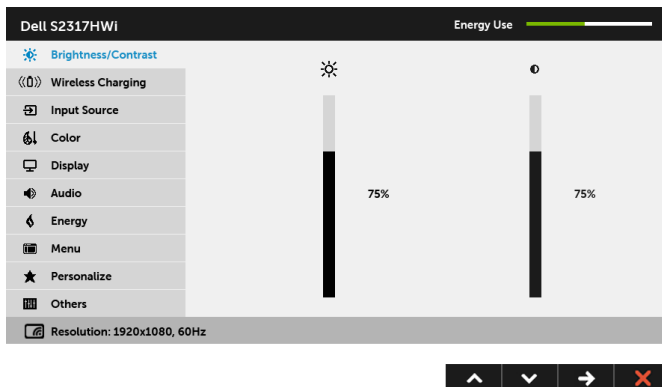 Dell S2317HWi
Energy Use
Brightness/Contrast
Wireless Charging
Input Source
Color
Display
Audio
Energy
Menu
Personalize
Others
75%
75%
Resolution: 1920x1080, 60Hz